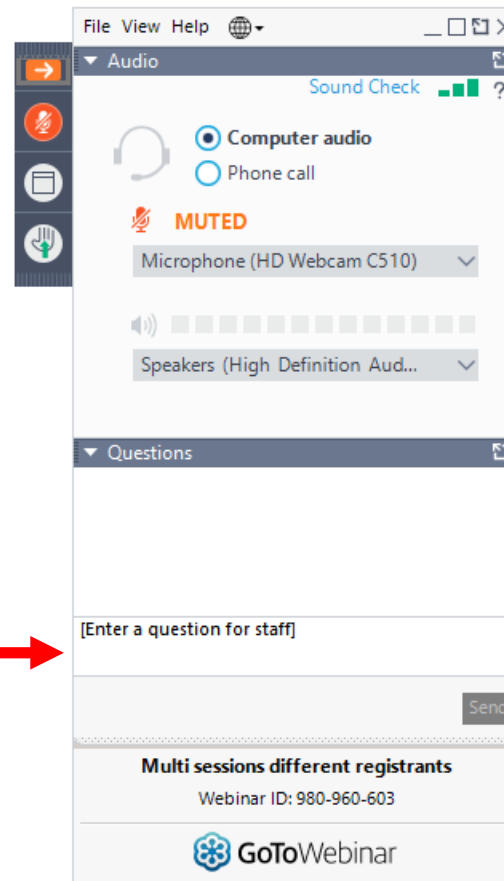 File View Help
Audio
Sound Check ?
Computer audio
Phone call
MUTED
Microphone (HD Webcam C510)
Speakers (High Definition Aud...
Questions
[Enter a question for staff]
Send
Multi sessions different registrants
Webinar ID: 980-960-603
GoToWebinar